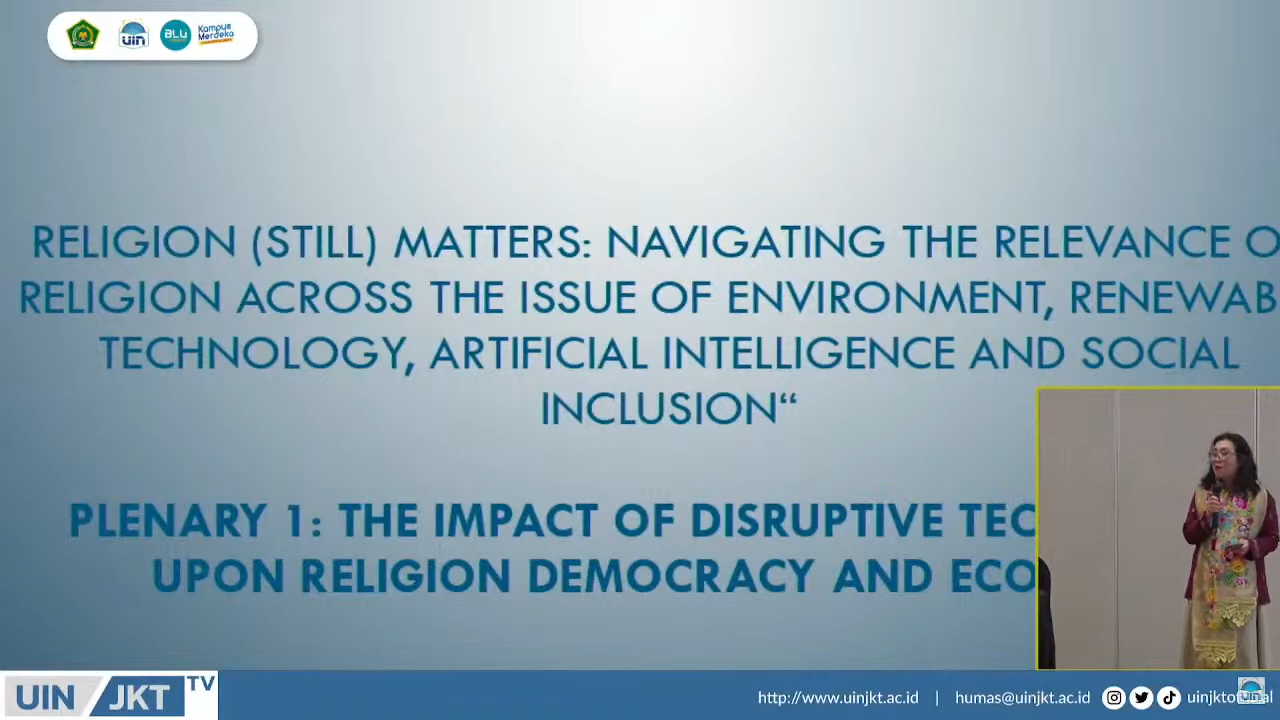 uin
BLU
Kampus
Merdeka
RELIGION (STILL) MATTERS: NAVIGATING THE RELEVANCE O
RELIGION ACROSS THE ISSUE OF ENVIRONMENT, RENEWAB
TECHNOLOGY, ARTIFICIAL INTELLIGENCE AND SOCIAL
INCLUSION“
PLENARY 1: THE IMPACT OF DISRUPTIVE TEC
UPON RELIGION DEMOCRACY AND ECO
UIN JKT TV
http://www.uinjkt.ac.id | humas@uinjkt.ac.id